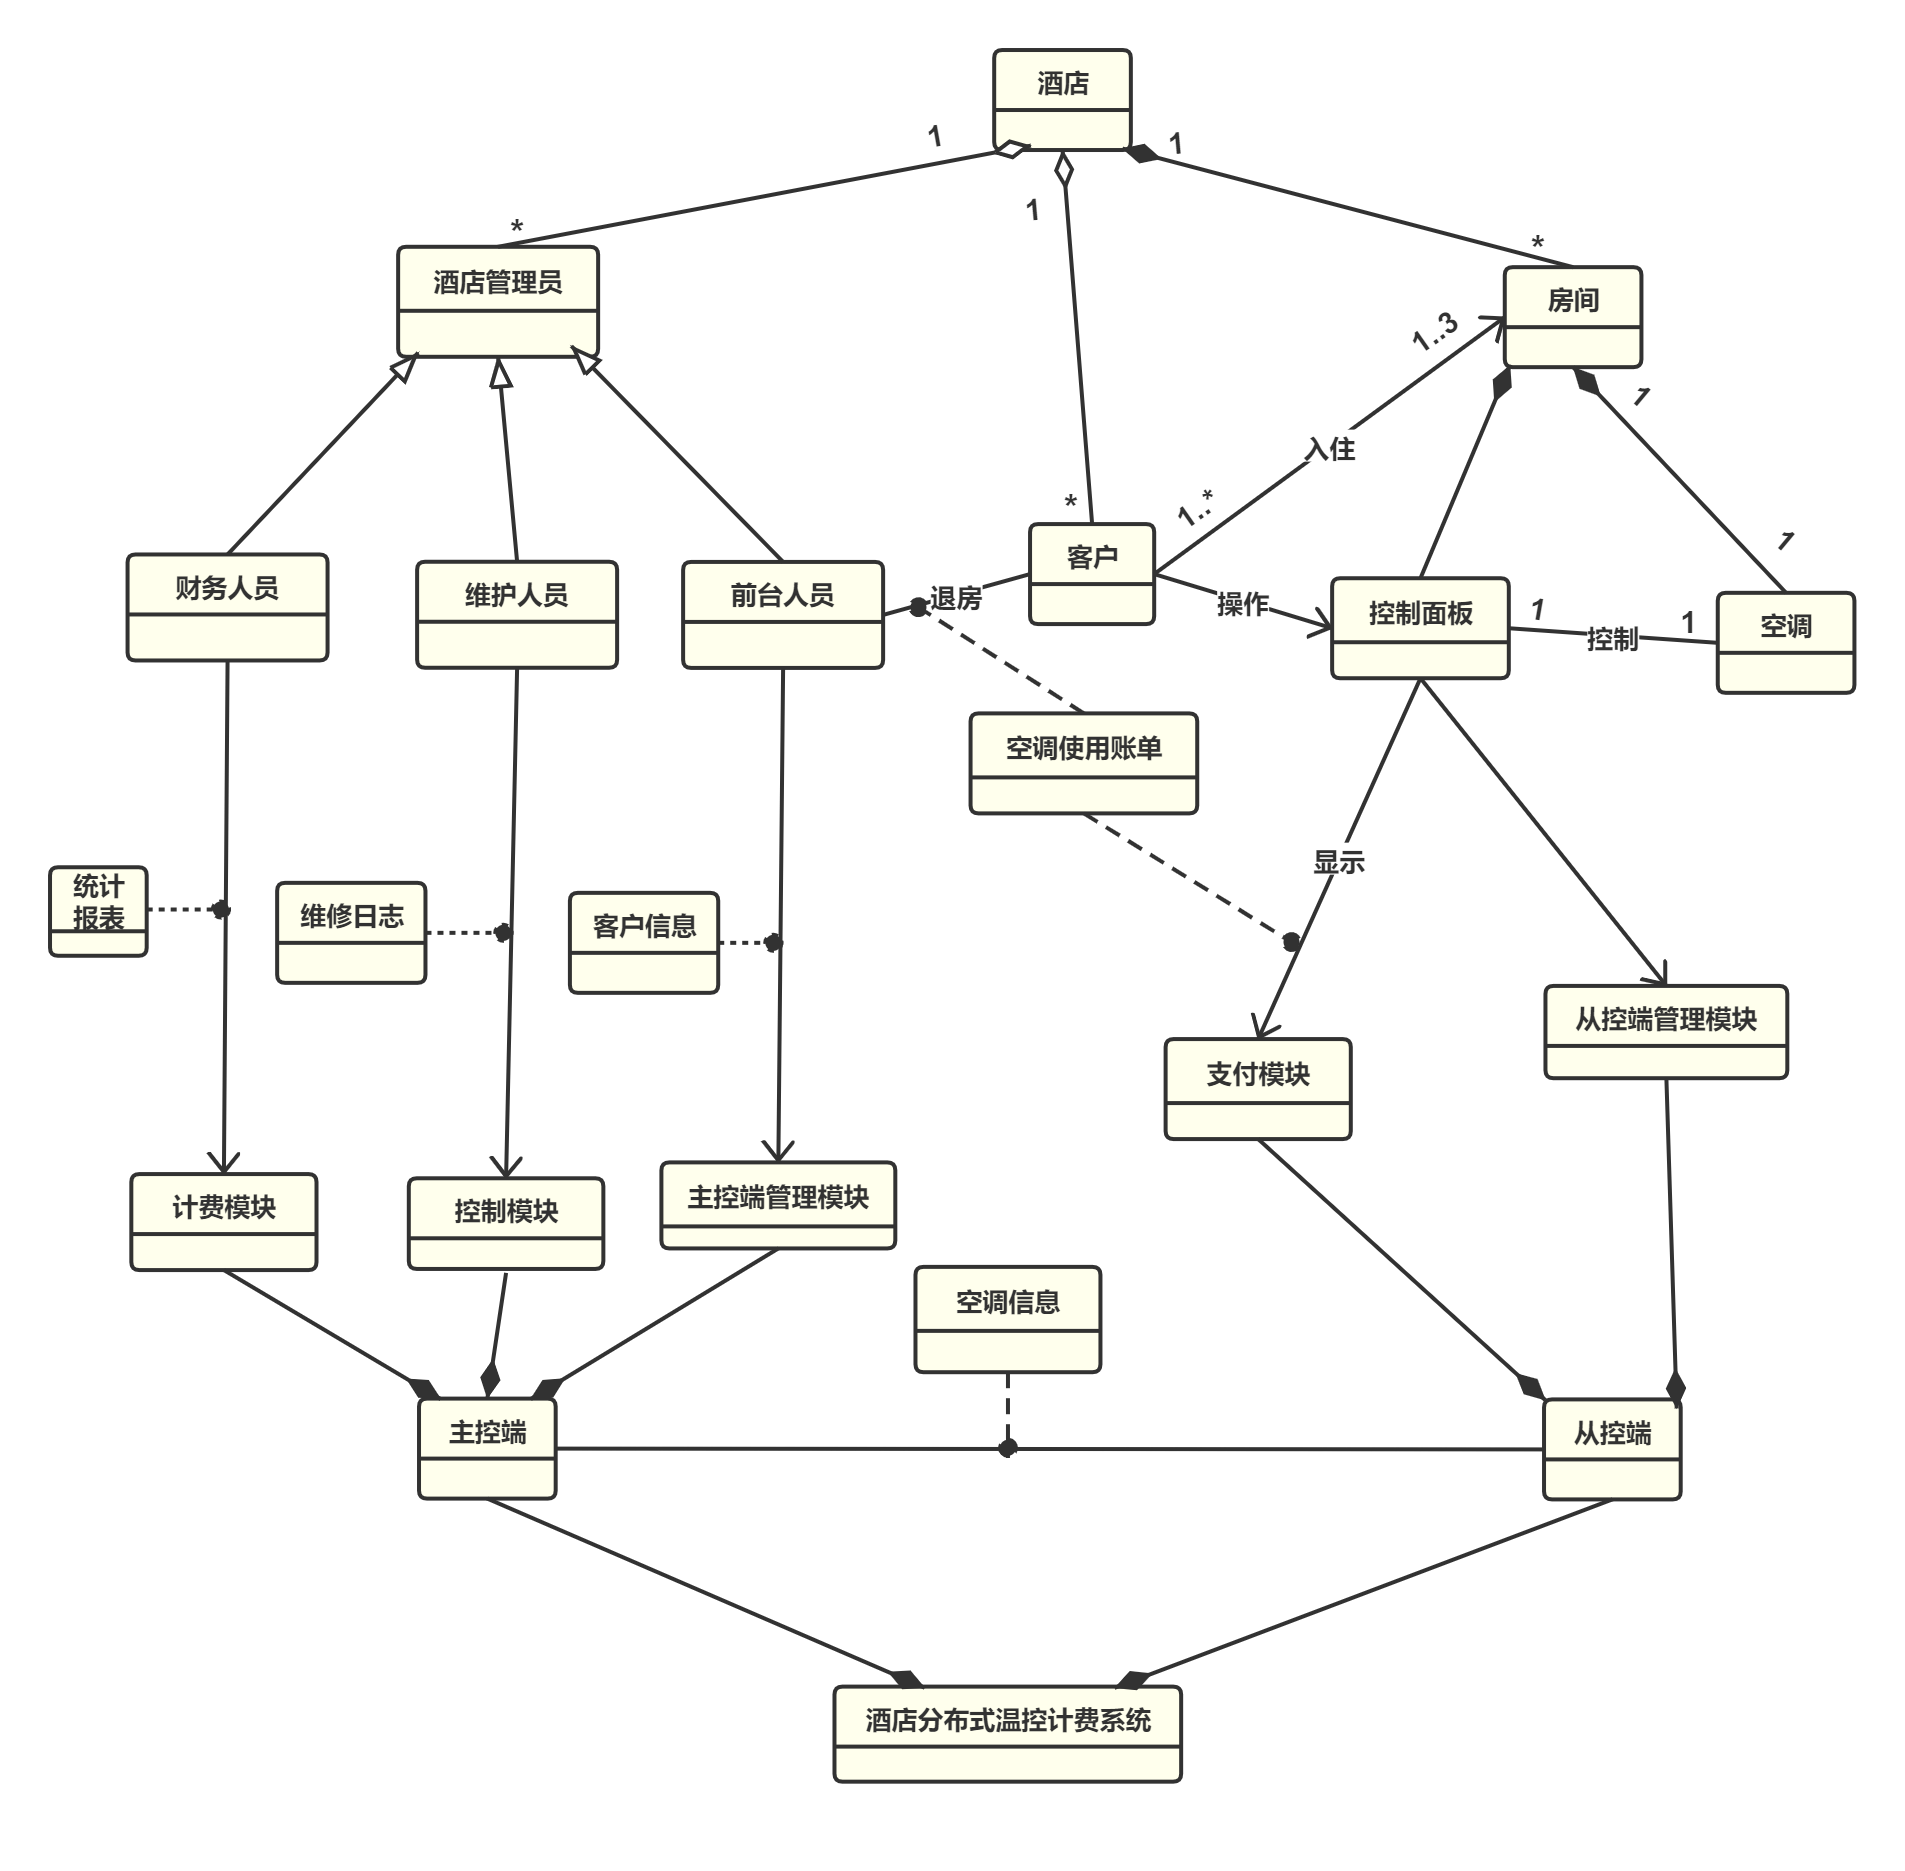 酒店
1
1
1
*
*
酒店管理员
房间
1..3
1
入住
*
1..*
1
财务人员
维护人员
前台人员
退房
客户
操作
控制面板
1
控制
1
空调
空调使用账单
显示
统计
报表
维修日志
客户信息
从控端管理模块
支付模块
计费模块
控制模块
主控端管理模块
空调信息
主控端
从控端
酒店分布式温控计费系统